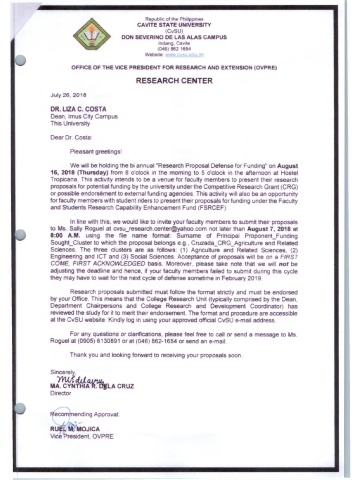 Republic of the Philippines
CAVITE STATE UNIVERSITY
(CvSU)
DON SEVERINO DE LAS ALAS CAMPUS
Indang, Cavite
(046) 862 1654
OFFICE OF THE VICE PRESIDENT FOR RESEARCH AND EXTENSION (OVPRE)
RESEARCH CENTER
July 26, 2018
DR. LIZA C. COSTA
Dean, Imus City Campus
This University
Dear Dr. Costa:
Pleasant greetings!
We will be holding the bi annual "Research Proposal Defense for Funding" on August
16, 2018 (Thursday) from 8 o'clock in the morning to 5 o'clock in the afternoon at Hostel
Tropicana. This activity intends to be a venue for faculty members to present their research
proposals for potential funding by the university under the Competitive Research Grant (CRG)
or possible endorsement to external funding agencies. This activity will also be an opportunity
for faculty members with student riders to present their proposals for funding under the Faculty
and Students Research Capability Enhancement Fund (FSRCEF).
In line with this, we would like to invite your faculty members to submit their proposals
to Ms. Sally Roguel at cvsu_research.center@yahoo.com not later than August 7, 2018 at
8:00 A.M. using the file name format: Surname of Principal Proponent_Funding
Sought_Cluster to which the proposal belongs e.g., Cruzada_CRG_Agriculture and Related
Sciences. The three clusters are as follows: (1) Agriculture and Related Sciences, (2)
Engineering and ICT and (3) Social Sciences. Acceptance of proposals will be on a FIRST
COME, FIRST ACKNOWLEDGED basis. Moreover, please take note that we will not be
adjusting the deadline and hence, if your faculty members failed to submit during this cycle
they may have to wait for the next cycle of defense sometime in February 2019.
Research proposals submitted must follow the format strictly and must be endorsed
by your Office. This means that the College Research Unit (typically comprised by the Dean,
Department Chairpersons and College Research and Development Coordinator) has
reviewed the study for it to merit their endorsement. The format and procedure are accessible
at the CvSU website. Kindly log in using your approved official CvSU e-mail address.
For any questions or clarifications, please feel free to call or send a message to Ms.
Roguel at (0905) 6130891 or at (046) 862-1654 or send an e-mail.
Thank you and looking forward to receiving your proposals soon.
Sincerely,
MA. CYNTHIA R. DELA CRUZ
Director
Recommending Approval:
RUEL M. MOJICA
Vice President, OVPRE